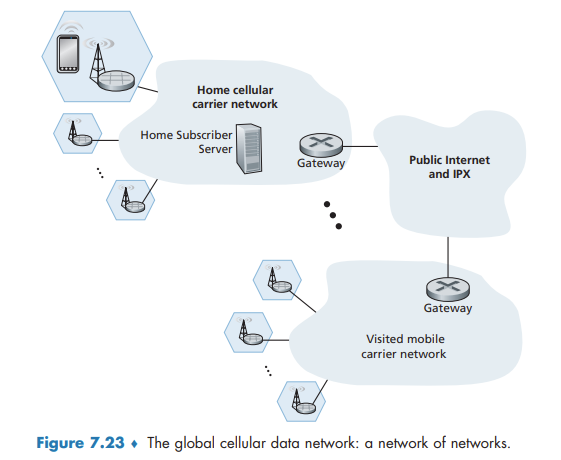 Home cellular
carrier network
Home Subscriber
Server
Gateway
Public Internet
and IPX
Gateway
Visited mobile
carrier network
Figure 7.23 ♦ The global cellular data network: a network of networks.